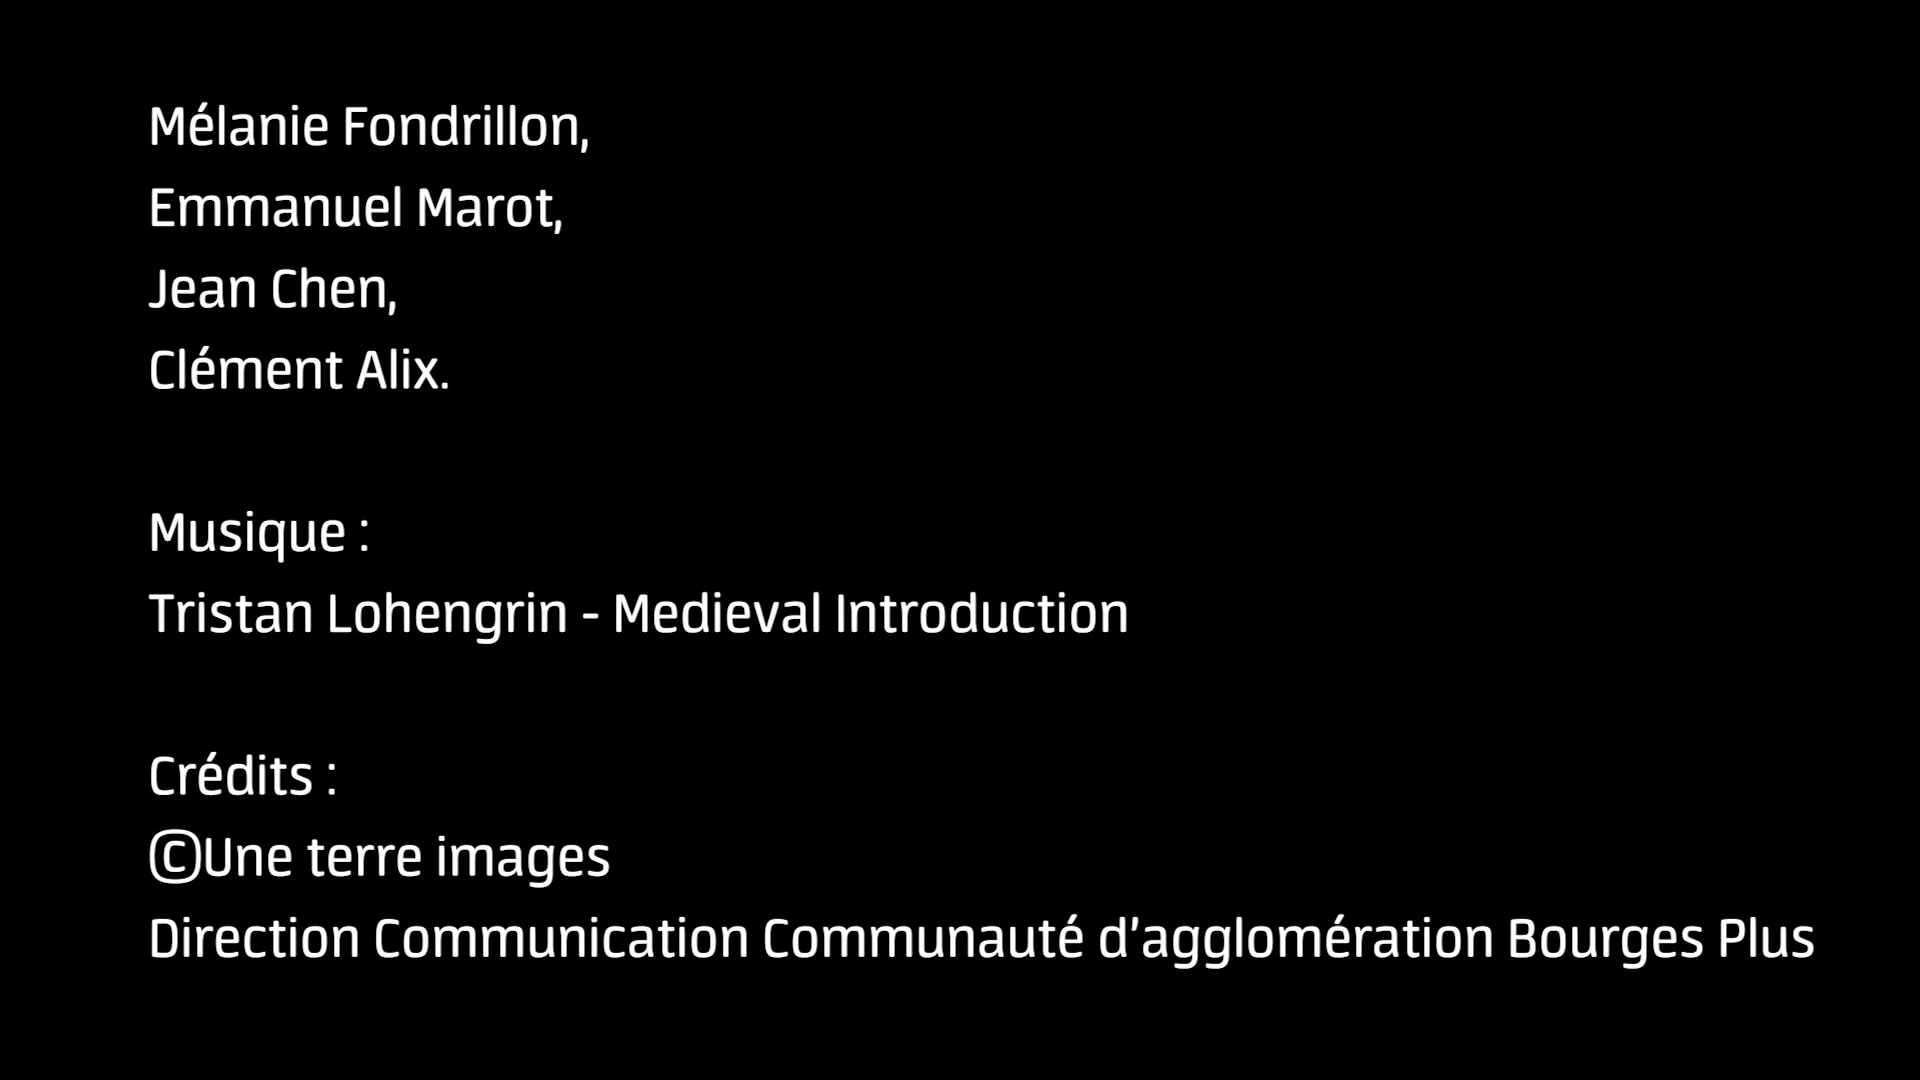 Mélanie Fondrillon,
Emmanuel Marot,
Jean Chen,
Clément Alix.
Musique :
Tristan Lohengrin - Medieval Introduction
Crédits :
©Une terre images
Direction Communication Communauté d’agglomération Bourges Plus